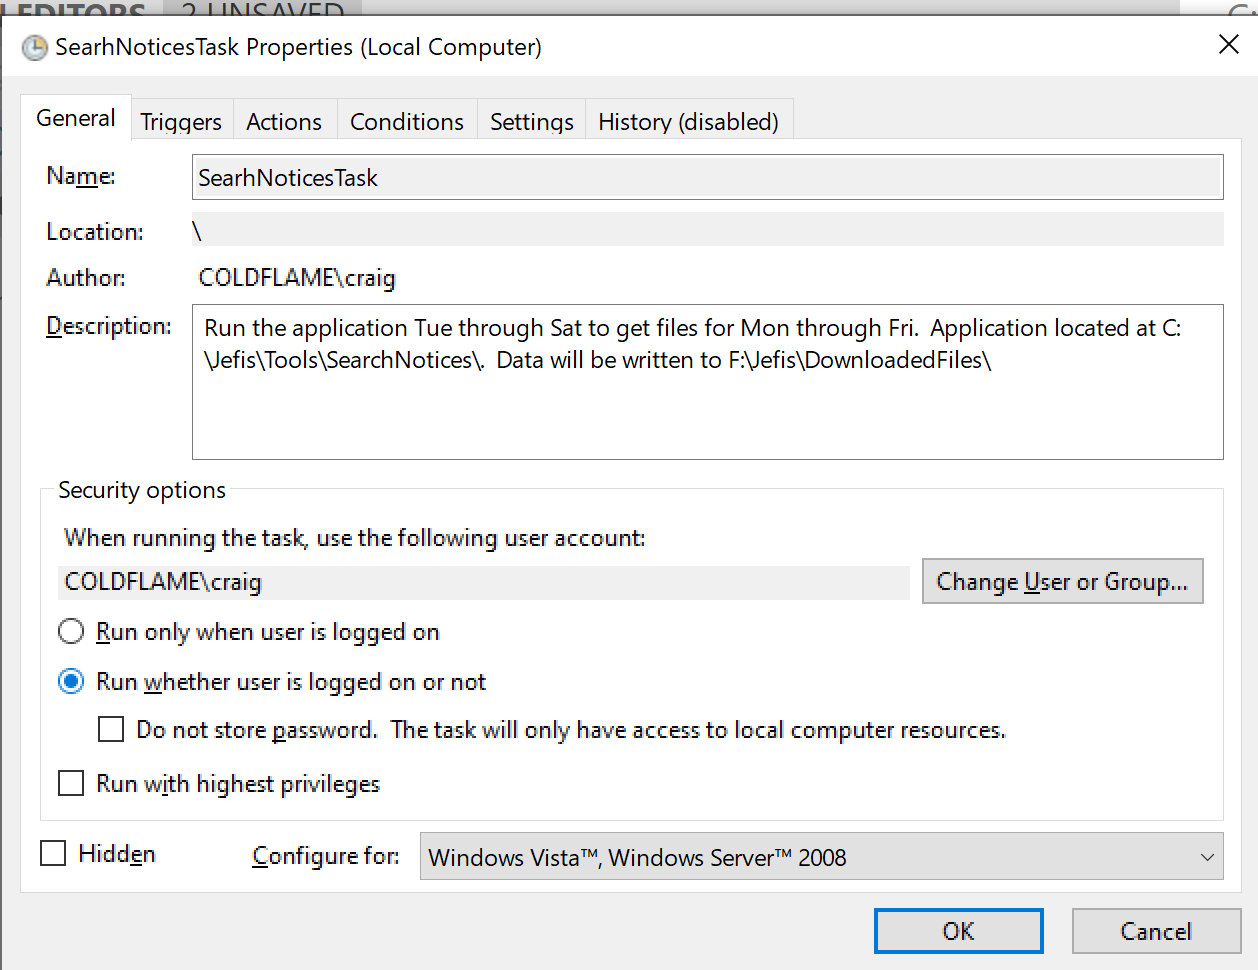 EDITORS 2 UNSAVED
SearhNoticesTask Properties (Local Computer)
General Triggers Actions Conditions Settings History (disabled)
Name: SearhNoticesTask
Location: \
Author: COLDFLAME\craig
Description: Run the application Tue through Sat to get files for Mon through Fri.  Application located at C:
\Jefis\Tools\SearchNotices\.  Data will be written to F:\Jefis\DownloadedFiles\
Security options
When running the task, use the following user account:
COLDFLAME\craig Change User or Group...
Run only when user is logged on
Run whether user is logged on or not
Do not store password.  The task will only have access to local computer resources.
Run with highest privileges
Hidden Configure for: Windows Vista™, Windows Server™ 2008
OK Cancel